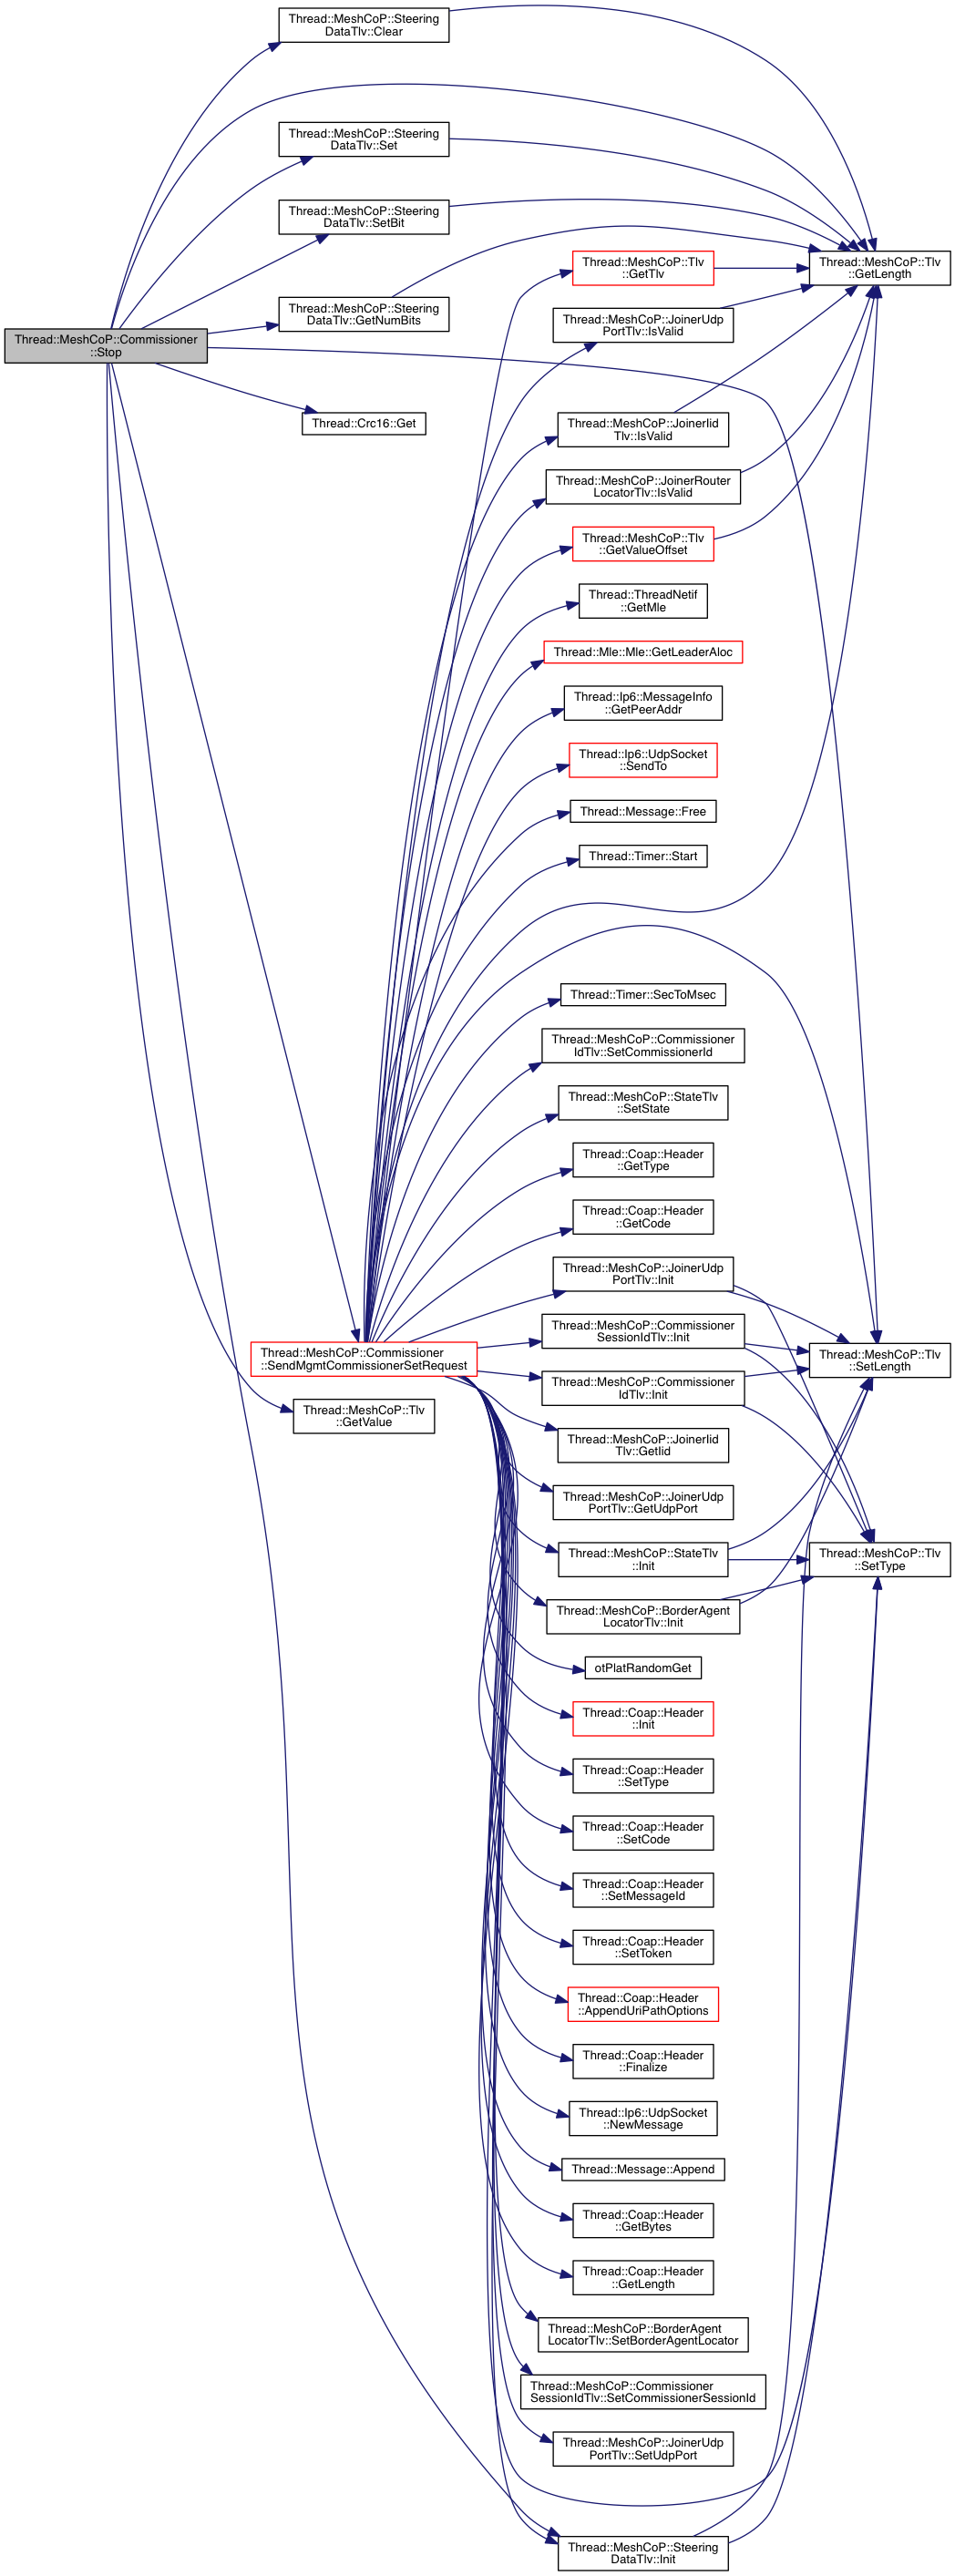 Thread::MeshCoP::Steering
DataTlv::Clear
Thread::MeshCoP::Steering
DataTlv::Set
Thread::MeshCoP::Steering
DataTlv::SetBit
Thread::MeshCoP::Tlv
::GetLength
Thread::MeshCoP::Tlv
::GetTlv
Thread::MeshCoP::Steering
DataTlv::GetNumBits
Thread::MeshCoP::JoinerUdp
PortTlv::IsValid
Thread::MeshCoP::Commissioner
::Stop
Thread::Crc16::Get
Thread::MeshCoP::JoinerIid
Tlv::IsValid
Thread::MeshCoP::JoinerRouter
LocatorTlv::IsValid
Thread::MeshCoP::Tlv
::GetValueOffset
Thread::ThreadNetif
::GetMle
Thread::Mle::Mle::GetLeaderAloc
Thread::Ip6::MessageInfo
::GetPeerAddr
Thread::Ip6::UdpSocket
::SendTo
Thread::Message::Free
Thread::Timer::Start
Thread::Timer::SecToMsec
Thread::MeshCoP::Commissioner
IdTlv::SetCommissionerId
Thread::MeshCoP::StateTlv
::SetState
Thread::Coap::Header
::GetType
Thread::Coap::Header
::GetCode
Thread::MeshCoP::JoinerUdp
PortTlv::Init
Thread::MeshCoP::Commissioner
SessionIdTlv::Init
Thread::MeshCoP::Commissioner
::SendMgmtCommissionerSetRequest
Thread::MeshCoP::Tlv
::SetLength
Thread::MeshCoP::Commissioner
IdTlv::Init
Thread::MeshCoP::Tlv
::GetValue
Thread::MeshCoP::JoinerIid
Tlv::GetIid
Thread::MeshCoP::JoinerUdp
PortTlv::GetUdpPort
Thread::MeshCoP::StateTlv
::Init
Thread::MeshCoP::Tlv
::SetType
Thread::MeshCoP::BorderAgent
LocatorTlv::Init
otPlatRandomGet
Thread::Coap::Header
::Init
Thread::Coap::Header
::SetType
Thread::Coap::Header
::SetCode
Thread::Coap::Header
::SetMessageId
Thread::Coap::Header
::SetToken
Thread::Coap::Header
::AppendUriPathOptions
Thread::Coap::Header
::Finalize
Thread::Ip6::UdpSocket
::NewMessage
Thread::Message::Append
Thread::Coap::Header
::GetBytes
Thread::Coap::Header
::GetLength
Thread::MeshCoP::BorderAgent
LocatorTlv::SetBorderAgentLocator
Thread::MeshCoP::Commissioner
SessionIdTlv::SetCommissionerSessionId
Thread::MeshCoP::JoinerUdp
PortTlv::SetUdpPort
Thread::MeshCoP::Steering
DataTlv::Init